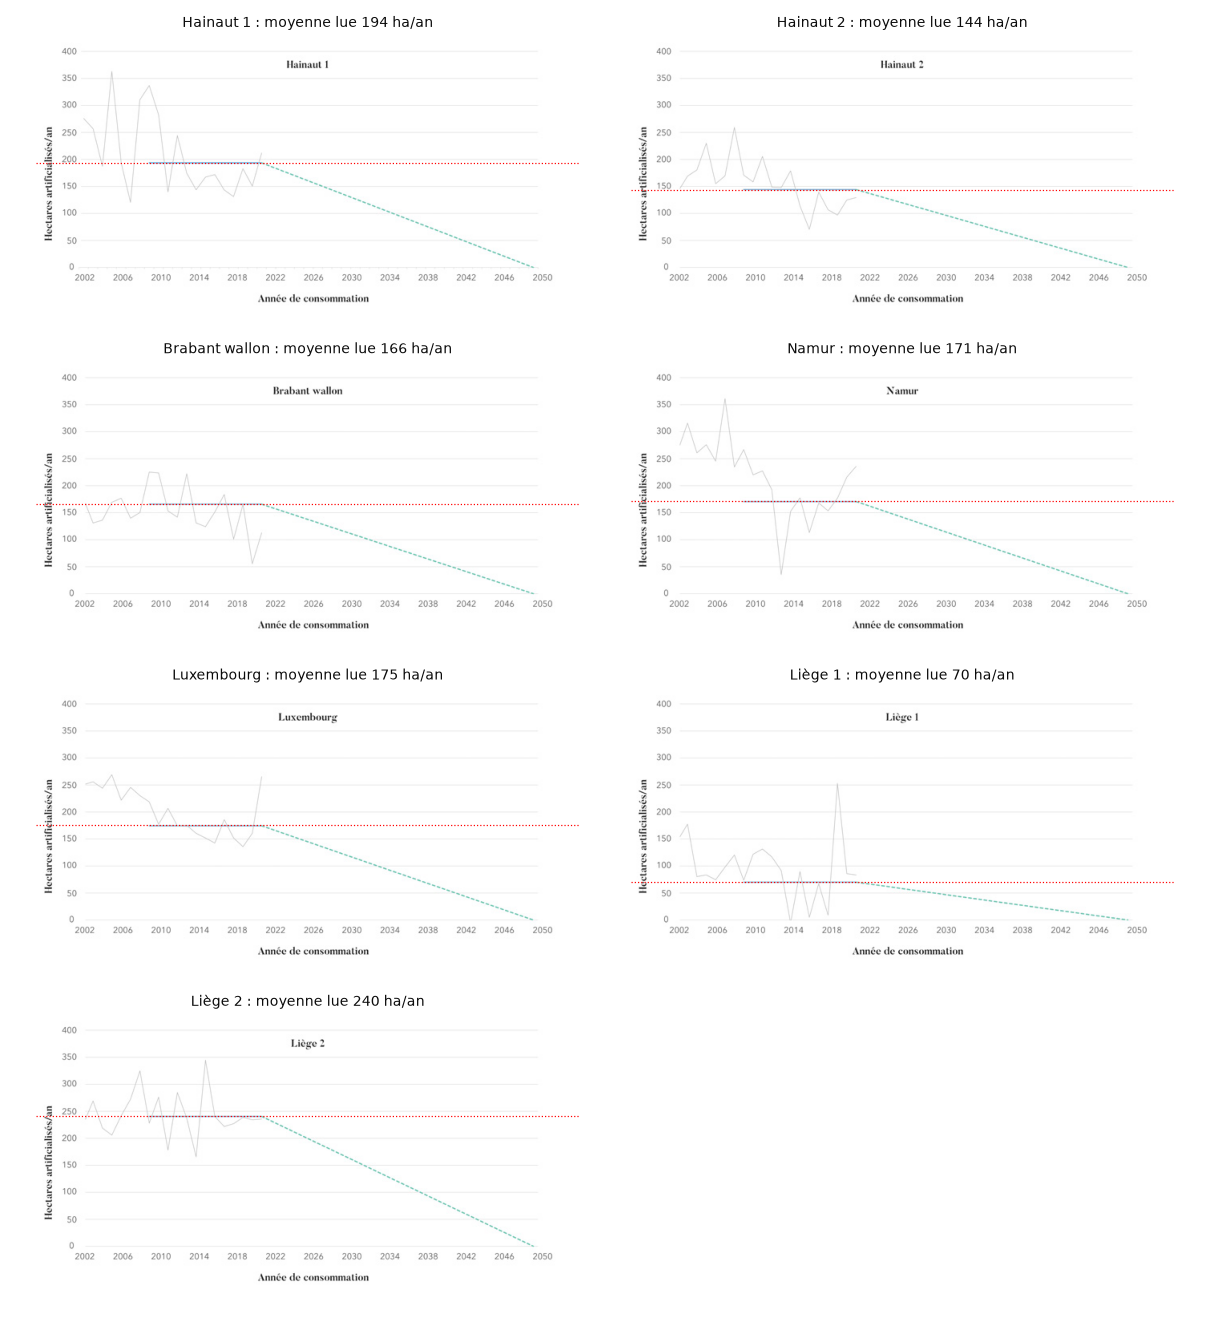 Hainaut 1 : moyenne lue 194 ha/an
Hainaut 1
400
350
300
250
200
150
100
50
0
Hectares artificialisés/an
2002 2006 2010 2014 2018 2022 2026 2030 2034 2038 2042 2046 2050
Année de consommation
Hainaut 2 : moyenne lue 144 ha/an
Hainaut 2
400
350
300
250
200
150
100
50
0
Hectares artificialisés/an
2002 2006 2010 2014 2018 2022 2026 2030 2034 2038 2042 2046 2050
Année de consommation
Brabant wallon : moyenne lue 166 ha/an
Brabant wallon
400
350
300
250
200
150
100
50
0
Hectares artificialisés/an
2002 2006 2010 2014 2018 2022 2026 2030 2034 2038 2042 2046 2050
Année de consommation
Namur : moyenne lue 171 ha/an
Namur
400
350
300
250
200
150
100
50
0
Hectares artificialisés/an
2002 2006 2010 2014 2018 2022 2026 2030 2034 2038 2042 2046 2050
Année de consommation
Luxembourg : moyenne lue 175 ha/an
Luxembourg
400
350
300
250
200
150
100
50
0
Hectares artificialisés/an
2002 2006 2010 2014 2018 2022 2026 2030 2034 2038 2042 2046 2050
Année de consommation
Liège 1 : moyenne lue 70 ha/an
Liège 1
400
350
300
250
200
150
100
50
0
Hectares artificialisés/an
2002 2006 2010 2014 2018 2022 2026 2030 2034 2038 2042 2046 2050
Année de consommation
Liège 2 : moyenne lue 240 ha/an
Liège 2
400
350
300
250
200
150
100
50
0
Hectares artificialisés/an
2002 2006 2010 2014 2018 2022 2026 2030 2034 2038 2042 2046 2050
Année de consommation